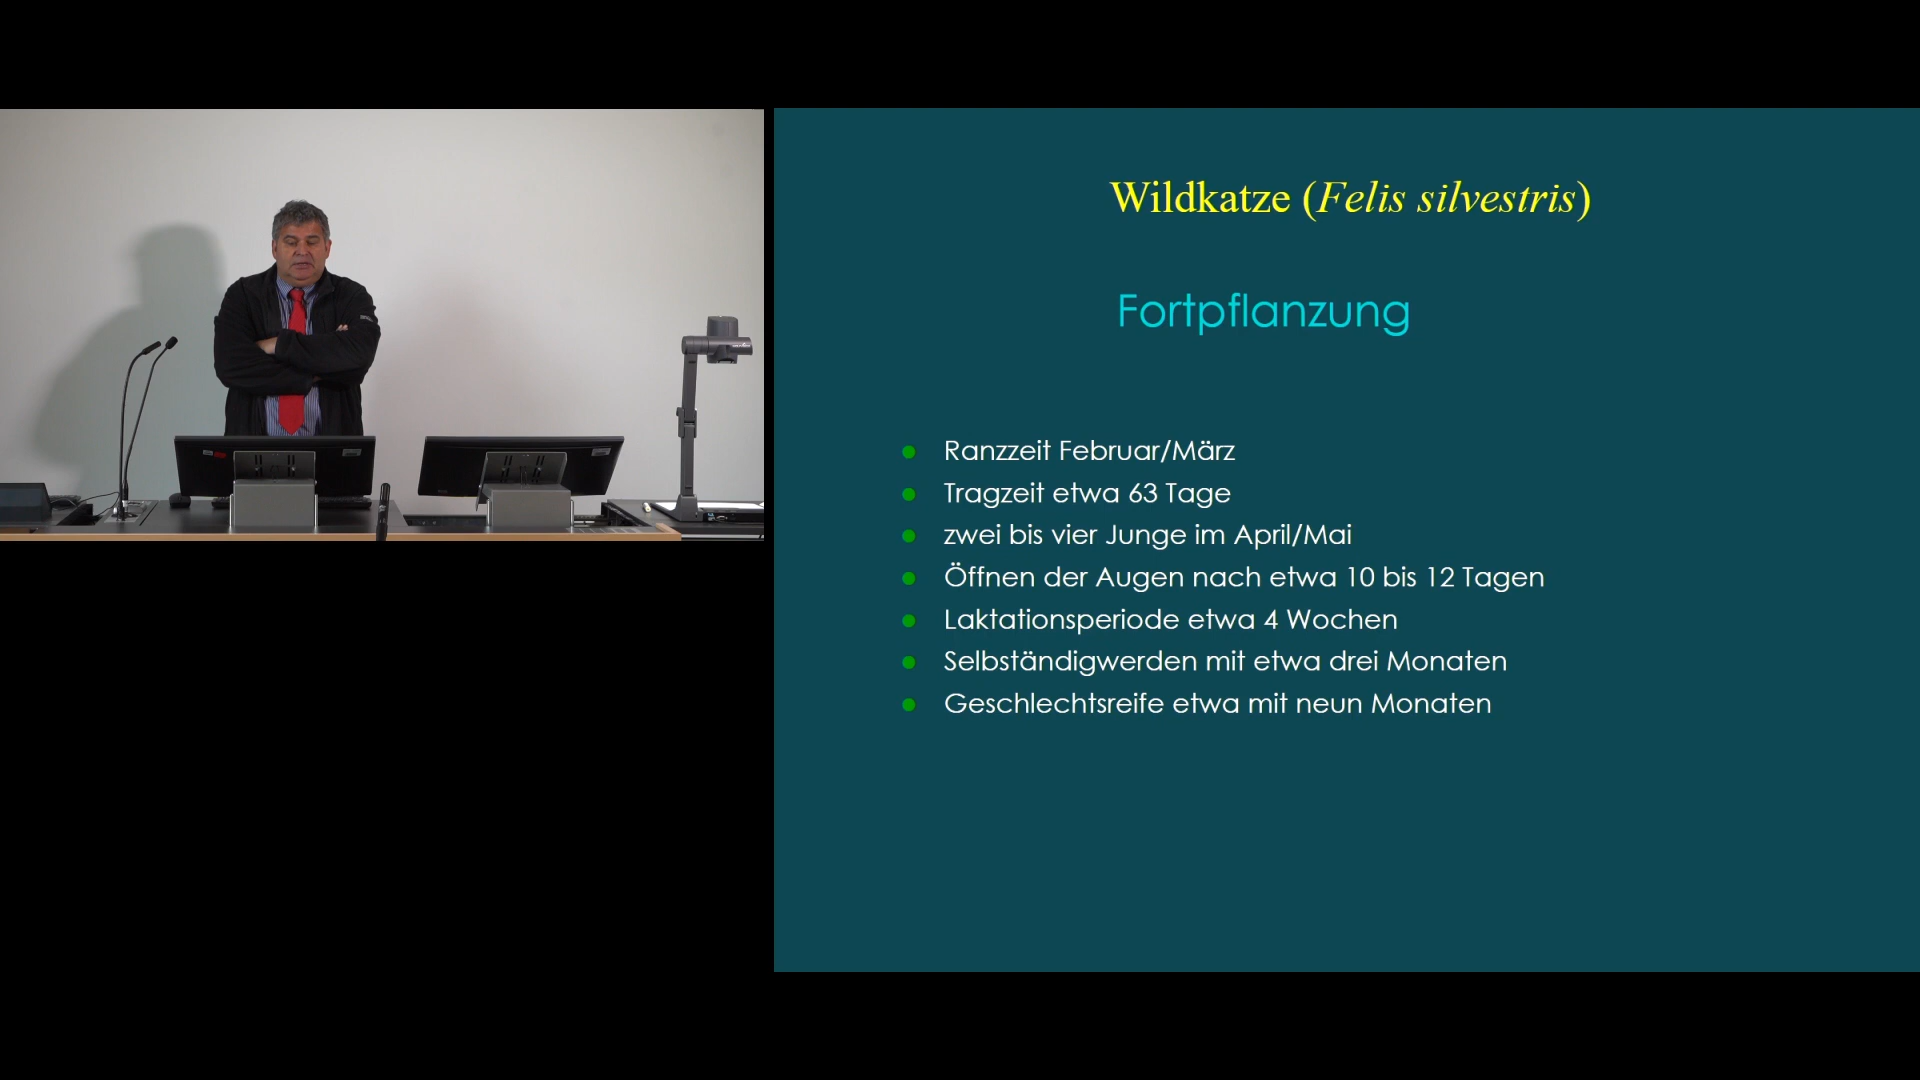 Wildkatze (Felis silvestris)
Fortpflanzung
Ranzzeit Februar/März
Tragzeit etwa 63 Tage
zwei bis vier Junge im April/Mai
Öffnen der Augen nach etwa 10 bis 12 Tagen
Laktationsperiode etwa 4 Wochen
Selbständigwerden mit etwa drei Monaten
Geschlechtsreife etwa mit neun Monaten